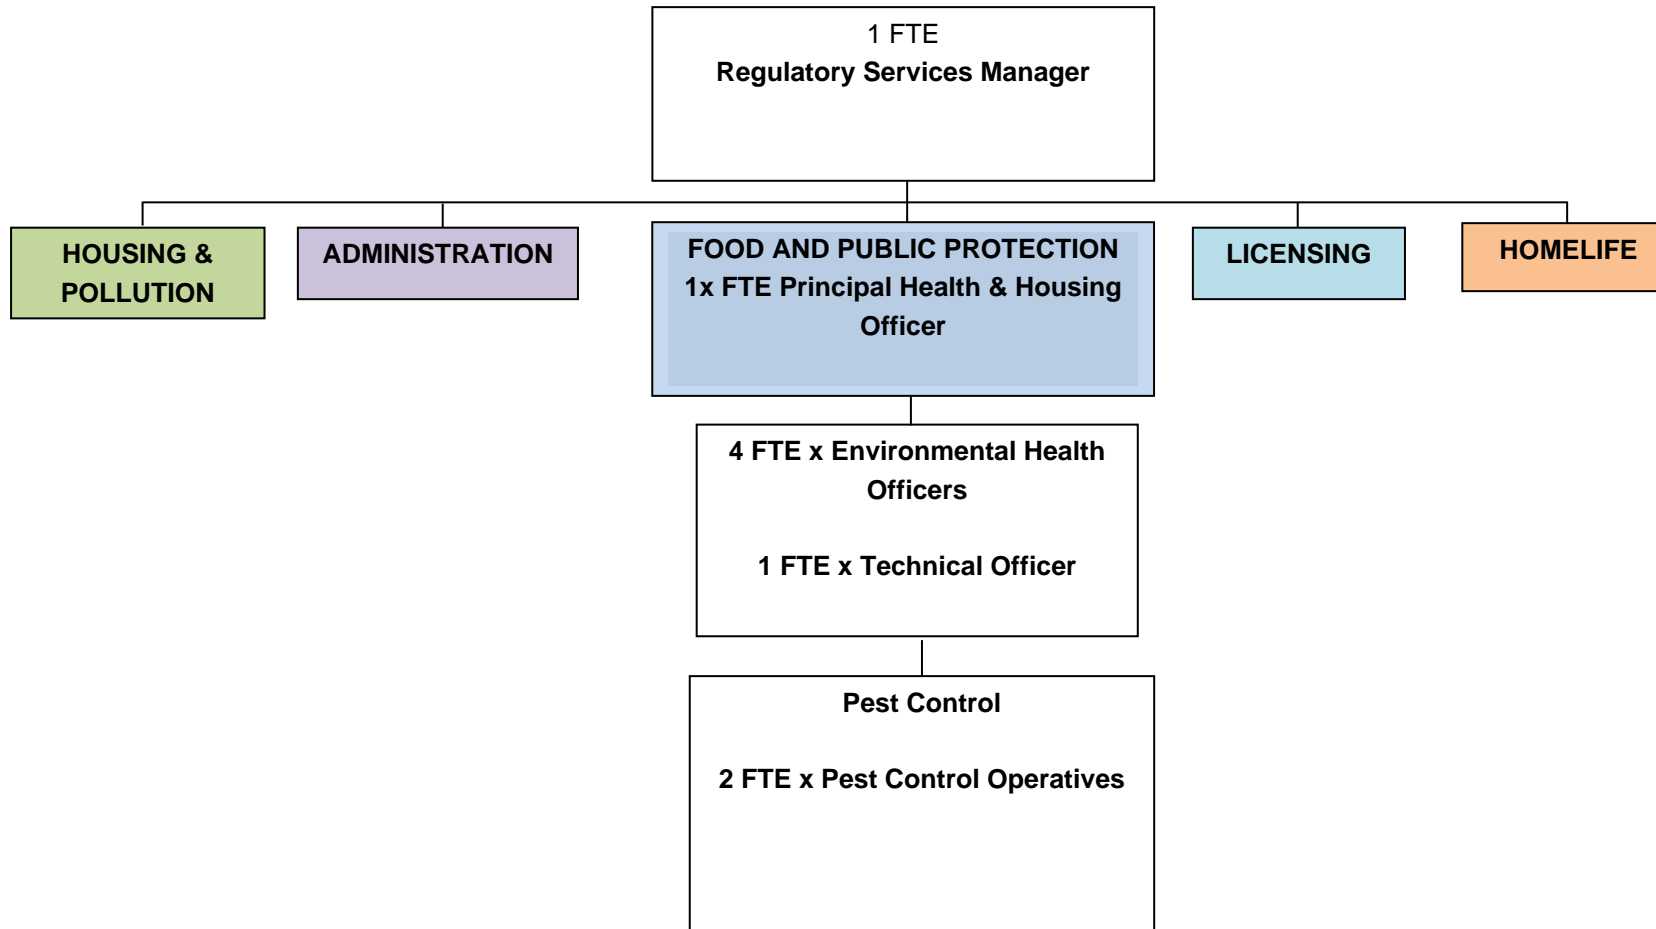 1 FTE
Regulatory Services Manager
HOUSING &
POLLUTION
ADMINISTRATION
FOOD AND PUBLIC PROTECTION
1x FTE Principal Health & Housing
Officer
LICENSING
HOMELIFE
4 FTE x Environmental Health
Officers
1 FTE x Technical Officer
Pest Control
2 FTE x Pest Control Operatives